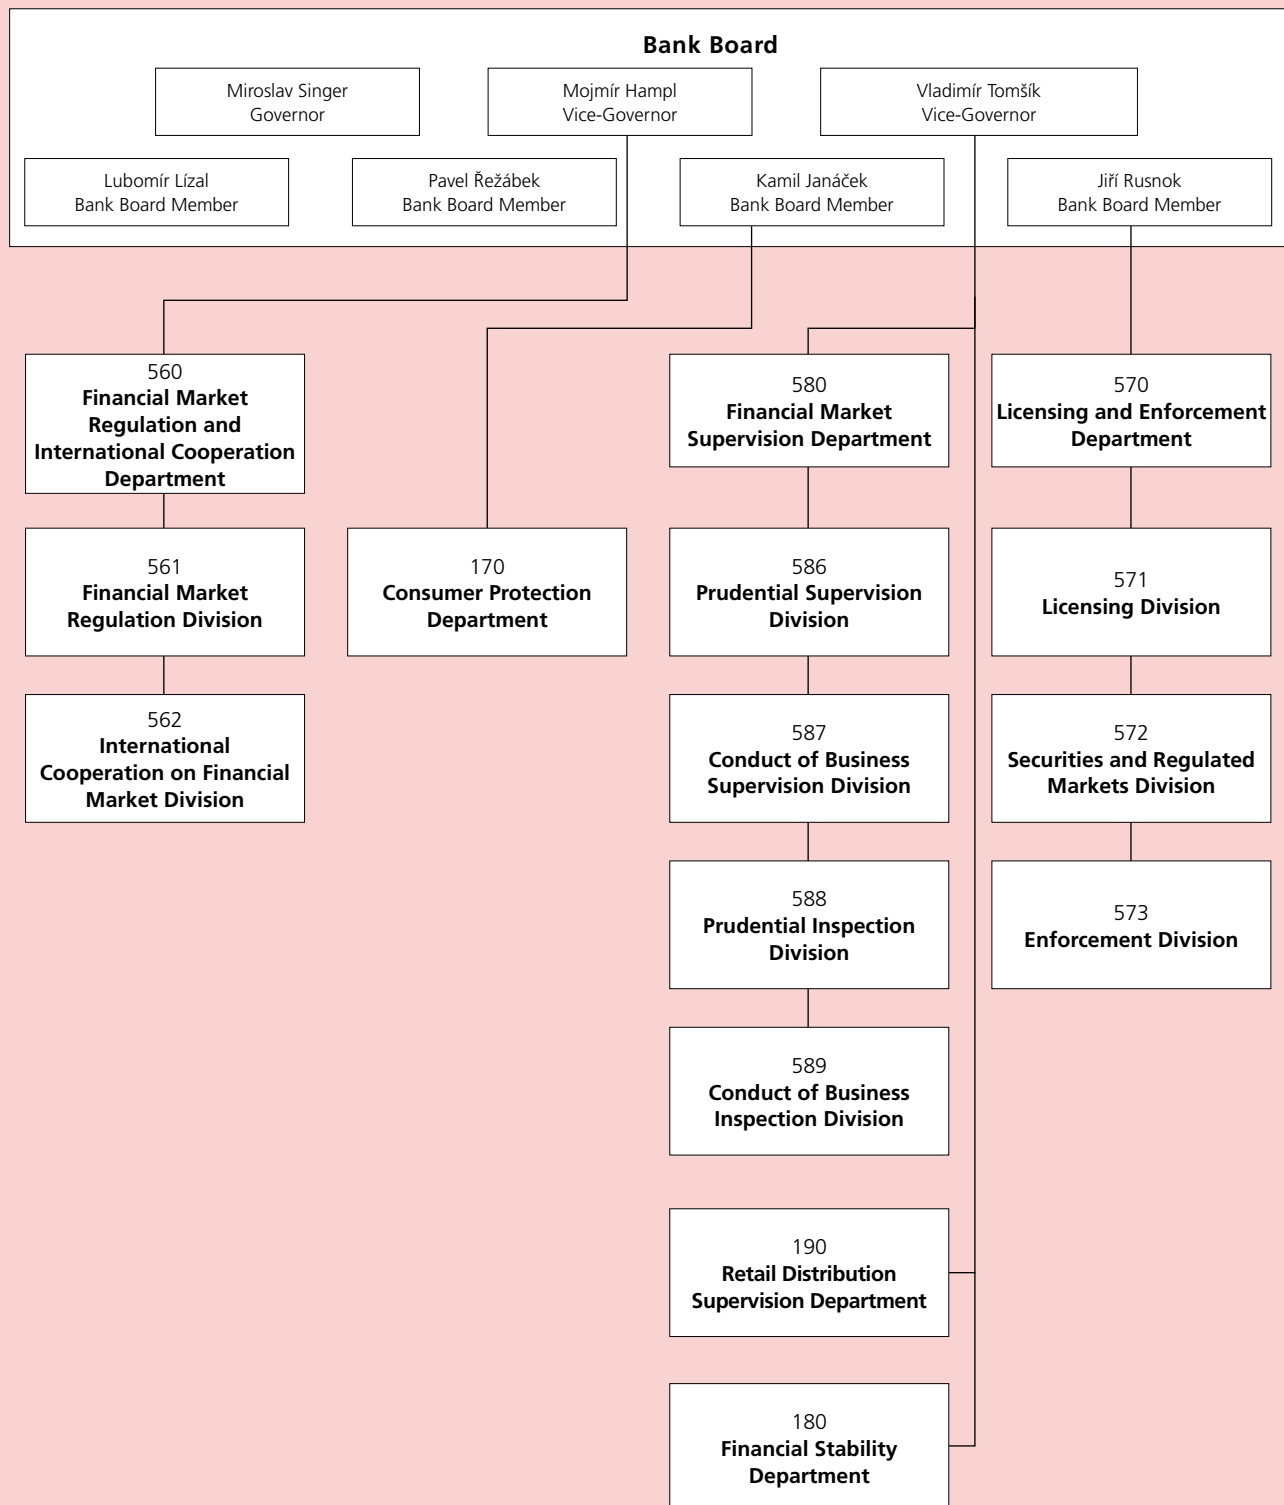 Bank Board
Miroslav Singer
Governor
Mojmír Hampl
Vice-Governor
Vladimír Tomšík
Vice-Governor
Lubomír Lízal
Bank Board Member
Pavel Řežábek
Bank Board Member
Kamil Janáček
Bank Board Member
Jiří Rusnok
Bank Board Member
560
Financial Market
Regulation and
International Cooperation
Department
580
Financial Market
Supervision Department
570
Licensing and Enforcement
Department
561
Financial Market
Regulation Division
170
Consumer Protection
Department
586
Prudential Supervision
Division
571
Licensing Division
562
International
Cooperation on Financial
Market Division
587
Conduct of Business
Supervision Division
572
Securities and Regulated
Markets Division
588
Prudential Inspection
Division
573
Enforcement Division
589
Conduct of Business
Inspection Division
190
Retail Distribution
Supervision Department
180
Financial Stability
Department